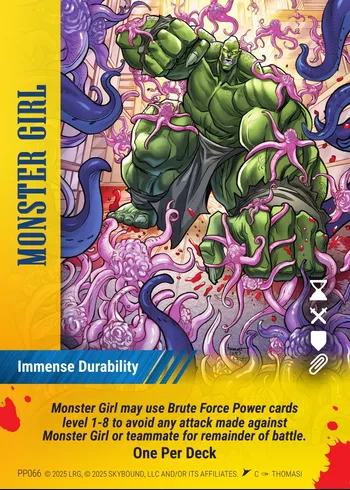 MONSTER GIRL
Immense Durability
Monster Girl may use Brute Force Power cards
level 1-8 to avoid any attack made against
Monster Girl or teammate for remainder of battle.
One Per Deck
PP066 © 2025 LRG, © 2025 SKYBOUND, LLC AND/OR ITS AFFILIATES. C ⇒ THOMASI